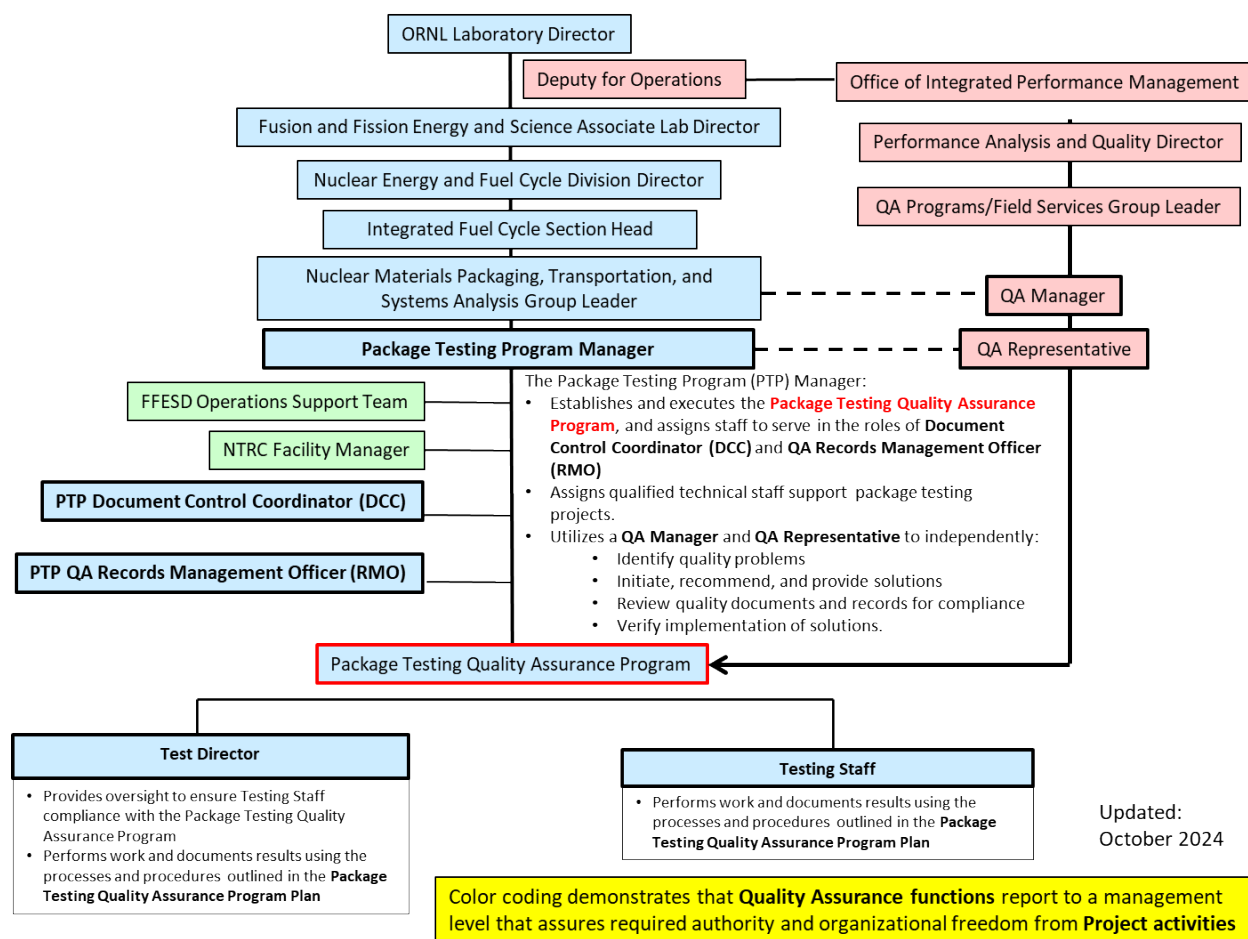 ORNL Laboratory Director
Deputy for Operations
Office of Integrated Performance Management
Fusion and Fission Energy and Science Associate Lab Director
Performance Analysis and Quality Director
Nuclear Energy and Fuel Cycle Division Director
QA Programs/Field Services Group Leader
Integrated Fuel Cycle Section Head
Nuclear Materials Packaging, Transportation, and
Systems Analysis Group Leader
QA Manager
Package Testing Program Manager
QA Representative
FFESD Operations Support Team
NTRC Facility Manager
PTP Document Control Coordinator (DCC)
PTP QA Records Management Officer (RMO)
The Package Testing Program (PTP) Manager:
• Establishes and executes the Package Testing Quality Assurance
Program, and assigns staff to serve in the roles of Document
Control Coordinator (DCC) and QA Records Management Officer
(RMO)
• Assigns qualified technical staff support package testing
projects.
• Utilizes a QA Manager and QA Representative to independently:
• Identify quality problems
• Initiate, recommend, and provide solutions
• Review quality documents and records for compliance
• Verify implementation of solutions.
Package Testing Quality Assurance Program
Test Director
• Provides oversight to ensure Testing Staff
compliance with the Package Testing Quality
Assurance Program
• Performs work and documents results using the
processes and procedures outlined in the Package
Testing Quality Assurance Program Plan
Testing Staff
• Performs work and documents results using the
processes and procedures outlined in the Package
Testing Quality Assurance Program Plan
Updated:
October 2024
Color coding demonstrates that Quality Assurance functions report to a management
level that assures required authority and organizational freedom from Project activities